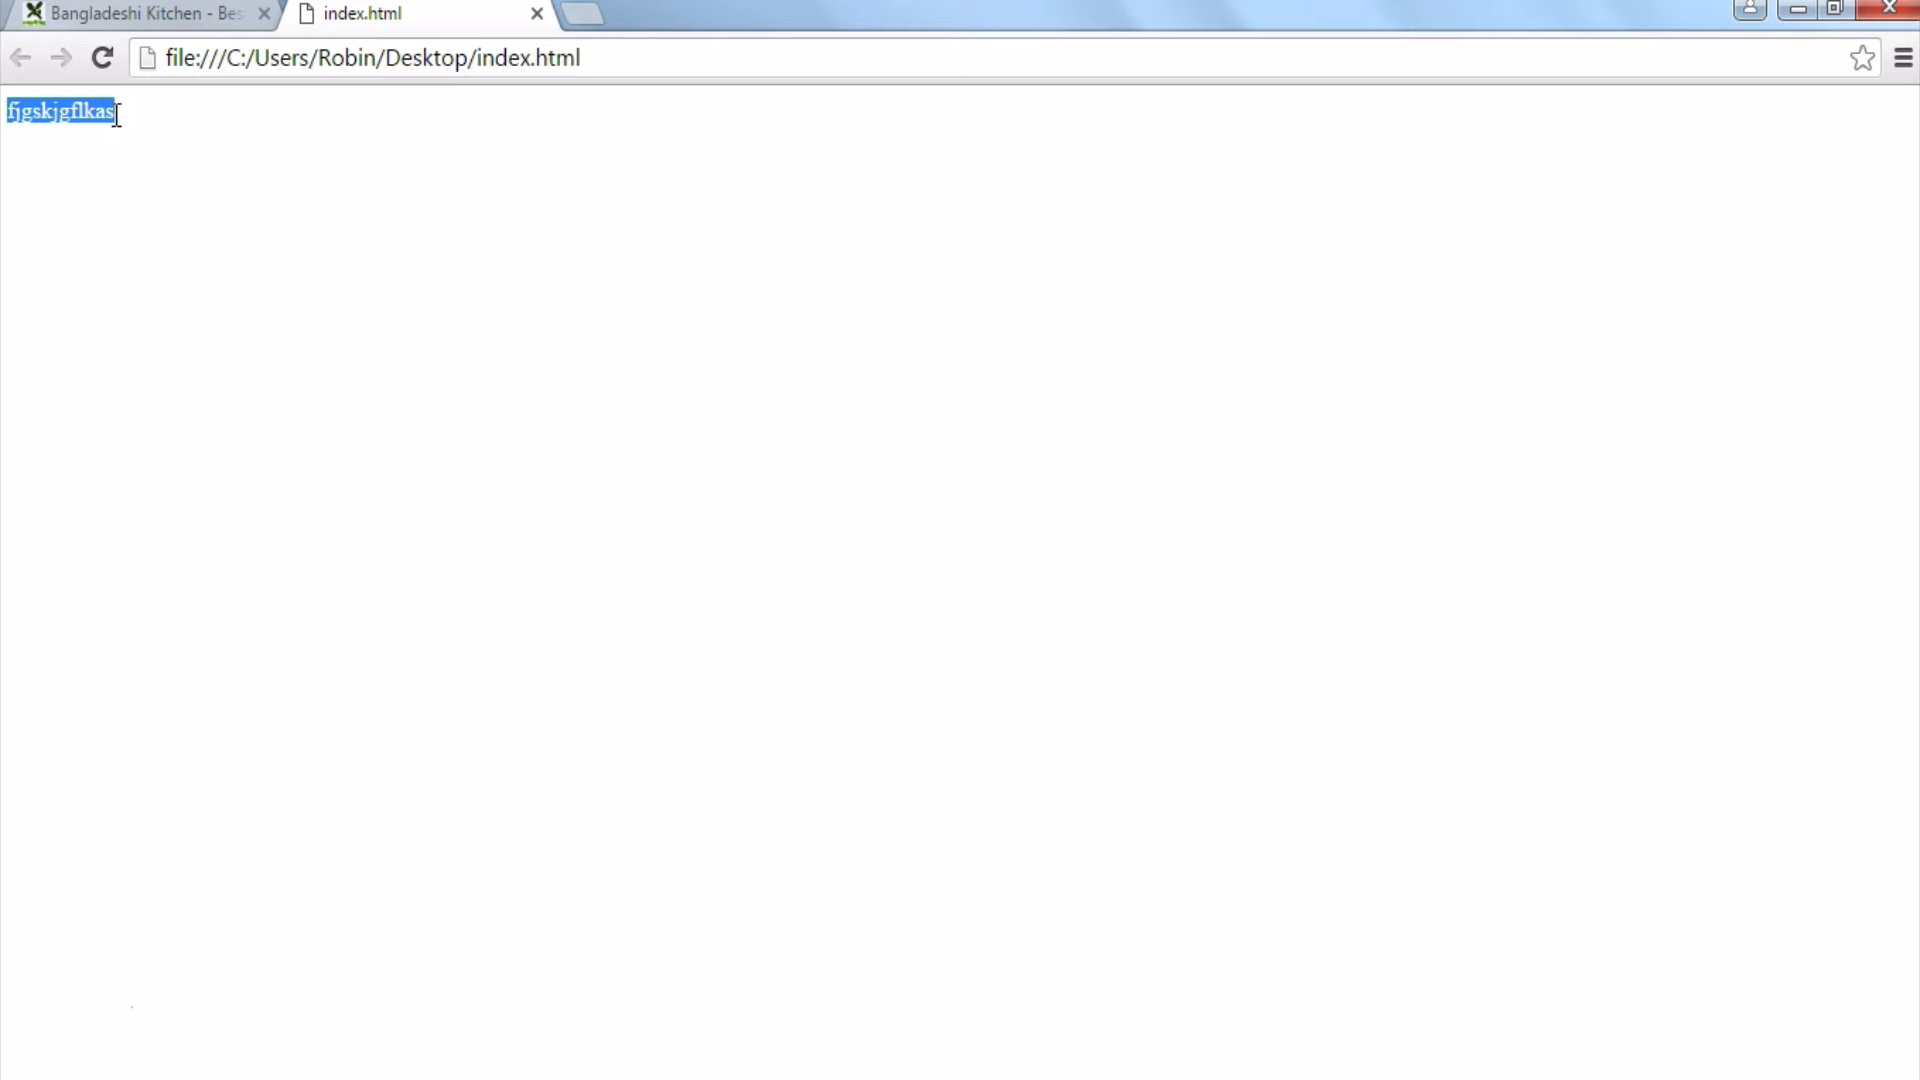 Bangladeshi Kitchen - Bes
index.html
file:///C:/Users/Robin/Desktop/index.html
fjgskjgflkas